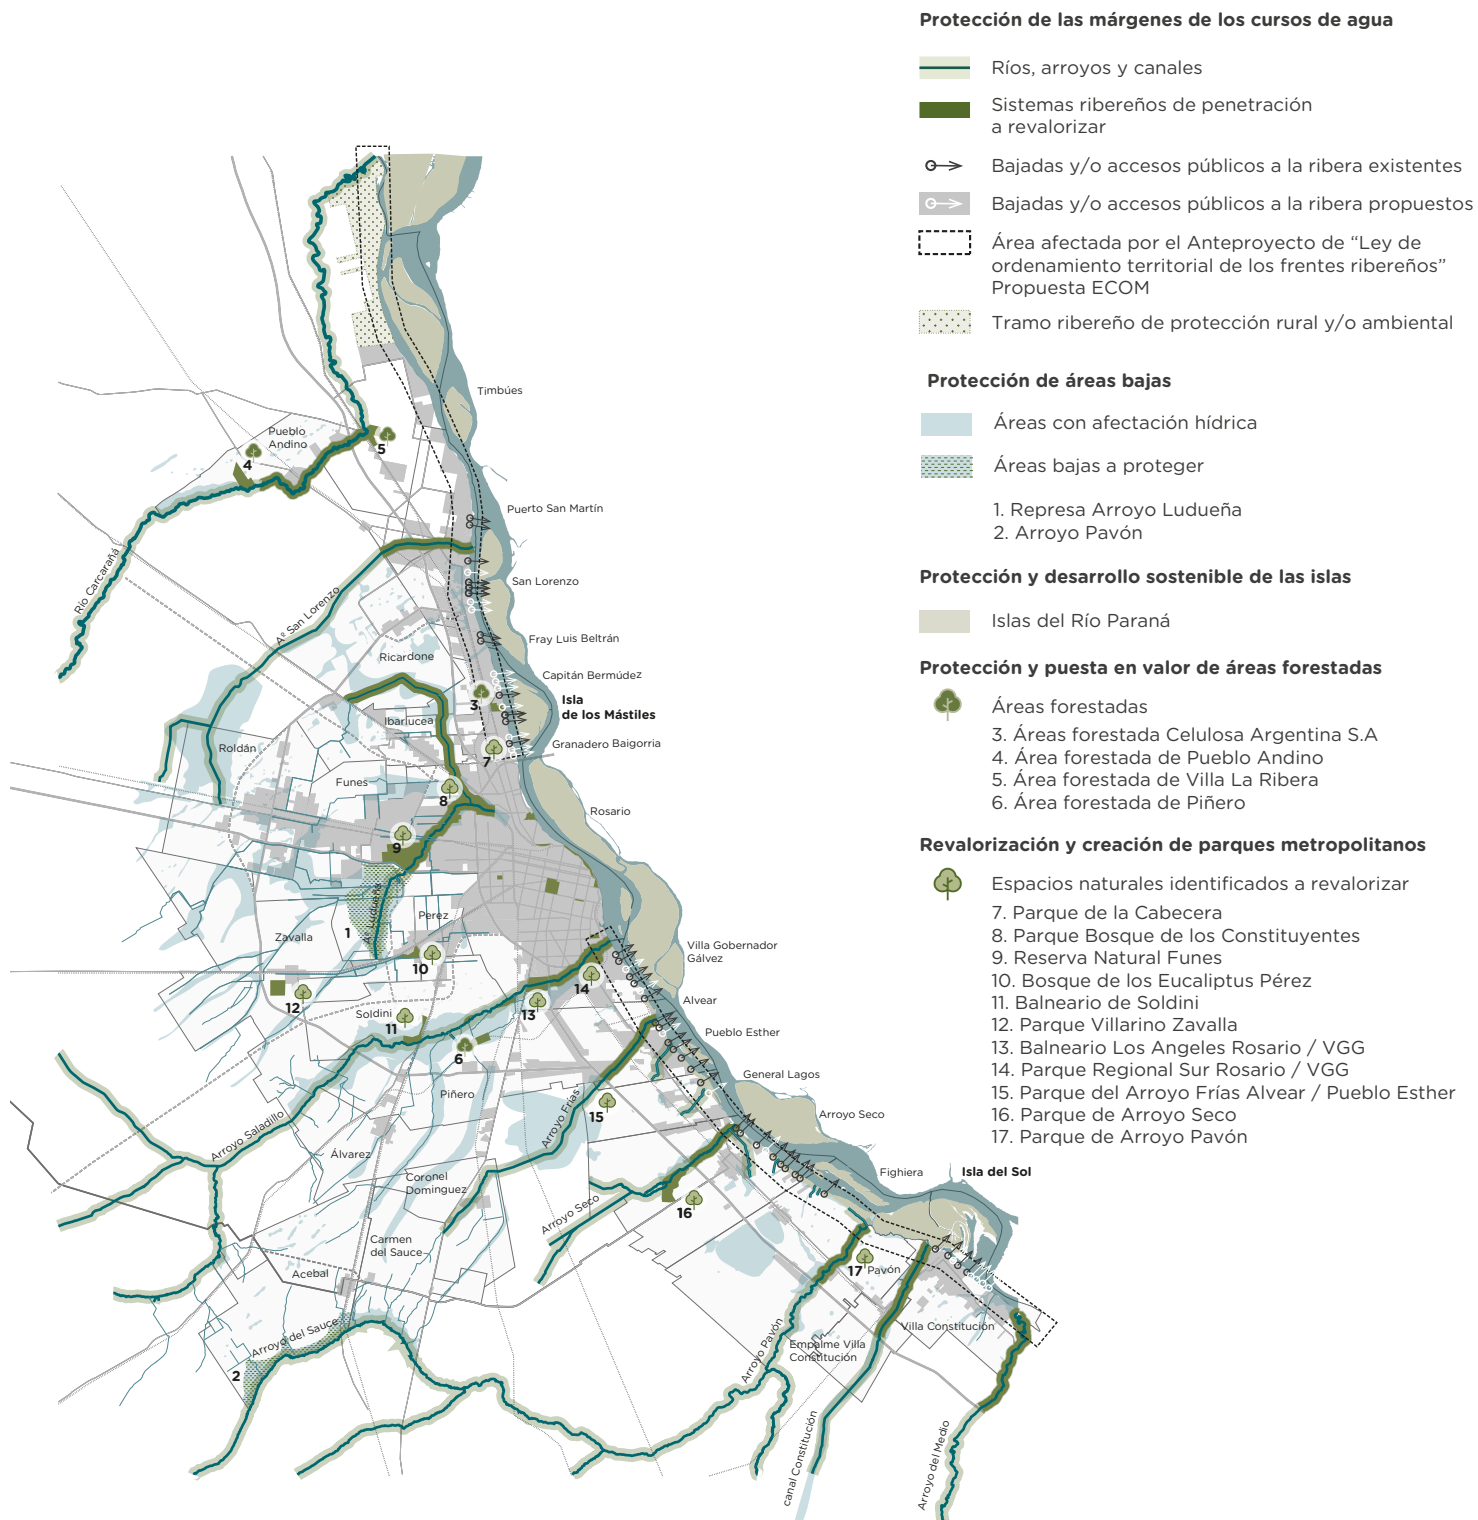 Protección de las márgenes de los cursos de agua
Ríos, arroyos y canales
Sistemas ribereños de penetración
a revalorizar
Bajadas y/o accesos públicos a la ribera existentes
Bajadas y/o accesos públicos a la ribera propuestos
Área afectada por el Anteproyecto de “Ley de
ordenamiento territorial de los frentes ribereños”
Propuesta ECOM
Tramo ribereño de protección rural y/o ambiental
Protección de áreas bajas
Áreas con afectación hídrica
Áreas bajas a proteger
1. Represa Arroyo Ludueña
2. Arroyo Pavón
Protección y desarrollo sostenible de las islas
Islas del Río Paraná
Protección y puesta en valor de áreas forestadas
Áreas forestadas
3. Áreas forestada Celulosa Argentina S.A
4. Área forestada de Pueblo Andino
5. Área forestada de Villa La Ribera
6. Área forestada de Piñero
Revalorización y creación de parques metropolitanos
Espacios naturales identificados a revalorizar
7. Parque de la Cabecera
8. Parque Bosque de los Constituyentes
9. Reserva Natural Funes
10. Bosque de los Eucaliptus Pérez
11. Balneario de Soldini
12. Parque Villarino Zavalla
13. Balneario Los Angeles Rosario / VGG
14. Parque Regional Sur Rosario / VGG
15. Parque del Arroyo Frías Alvear / Pueblo Esther
16. Parque de Arroyo Seco
17. Parque de Arroyo Pavón
Timbúes
Pueblo
Andino
5
4
Puerto San Martín
Río Carcarañá
San Lorenzo
Aº San Lorenzo
Fray Luis Beltrán
Ricardone
Capitán Bermúdez
3
Isla
de los Mástiles
Ibarlucea
Granadero Baigorria
Roldán
7
Funes
8
Rosario
9
Aº Ludueña
Perez
1
Zavalla
Villa Gobernador
Gálvez
10
14
12
Alvear
13
Soldini
11
Pueblo Esther
6
General Lagos
Piñero
15
Arroyo Frías
Arroyo Seco
Arroyo Saladillo
Álvarez
Fighiera
Isla del Sol
Coronel
Dominguez
Arroyo Seco
16
Carmen
del Sauce
Acebal
17
Pavón
Arroyo del Sauce
Villa Constitución
Empalme Villa
Constitución
Arroyo Pavón
2
canal Constitución
Arroyo del Medio